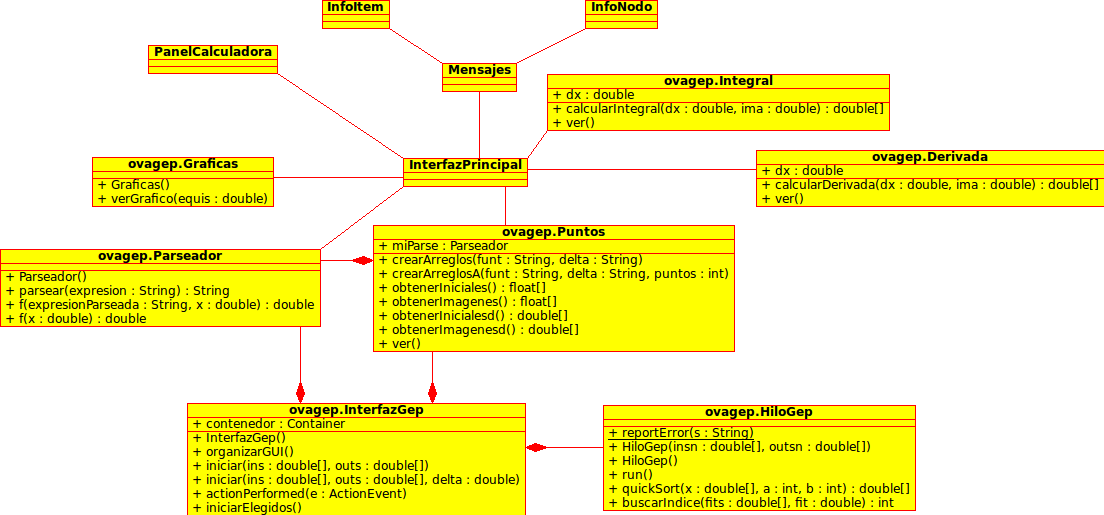 InfoItem
InfoNodo
PanelCalculadora
Mensajes
ovagep.Integral
+ dx : double
+ calcularIntegral(dx : double, ima : double) : double[]
+ ver()
ovagep.Graficas
+ Graficas()
+ verGrafico(equis : double)
InterfazPrincipal
ovagep.Derivada
+ dx : double
+ calcularDerivada(dx : double, ima : double) : double[]
+ ver()
ovagep.Parseador
+ Parseador()
+ parsear(expresion : String) : String
+ f(expresionParseada : String, x : double) : double
+ f(x : double) : double
ovagep.Puntos
+ miParse : Parseador
+ crearArreglos(funt : String, delta : String)
+ crearArreglosA(funt : String, delta : String, puntos : int)
+ obtenerIniciales() : float[]
+ obtenerImagenes() : float[]
+ obtenerInicialesd() : double[]
+ obtenerImagenesd() : double[]
+ ver()
ovagep.InterfazGep
+ contenedor : Container
+ InterfazGep()
+ organizarGUI()
+ iniciar(ins : double[], outs : double[])
+ iniciar(ins : double[], outs : double[], delta : double)
+ actionPerformed(e : ActionEvent)
+ iniciarElegidos()
ovagep.HiloGep
+ reportError(s : String)
+ HiloGep(insn : double[], outsn : double[])
+ HiloGep()
+ run()
+ quickSort(x : double[], a : int, b : int) : double[]
+ buscarIndice(fits : double[], fit : double) : int